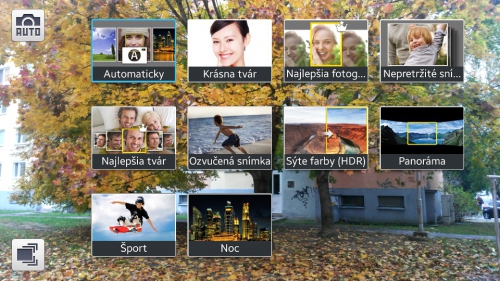 AUTO
A
Automaticky
Krásna tvár
Najlepšia fotog...
Nepretržité sní...
Najlepšia tvár
Ozvučená snímka
Sýte farby (HDR)
Panoráma
Šport
Noc